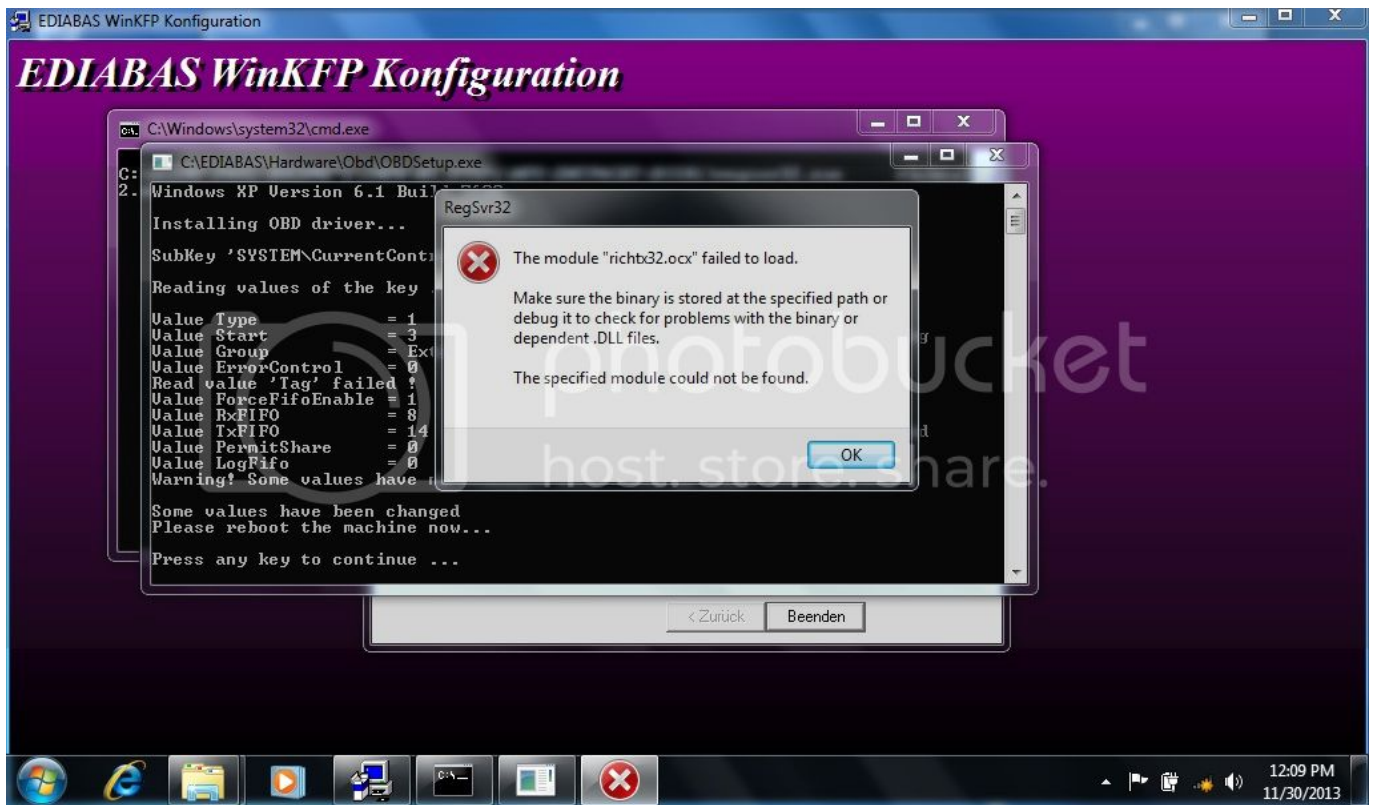 EDIABAS WinKFP Konfiguration
EDIABAS WinKFP Konfiguration
C:\Windows\system32\cmd.exe
C:
2.
C:\EDIABAS\Hardware\Obd\OBDSetup.exe
Windows XP Version 6.1
Installing OBD driver...
SubKey 'SYSTEM\CurrentCont
Reading values of the key
Value Type = 1
Value Start = 3
Value Group = Ext
Value ErrorControl = 0
Read value 'Tag' failed !
Value ForceFifoEnable = 1
Value RxFIFO = 8
Value TxFIFO = 14
Value PermitShare = 0
Value LogFifo = 0
Warning! Some values have
Some values have been changed
Please reboot the machine now...
Press any key to continue ...
RegSvr32
The module "richtx32.ocx" failed to load.
Make sure the binary is stored at the specified path or
debug it to check for problems with the binary or
dependent .DLL files.
The specified module could not be found.
OK
photobucket
host. store. share.
< Zurück
Beenden
12:09 PM
11/30/2013